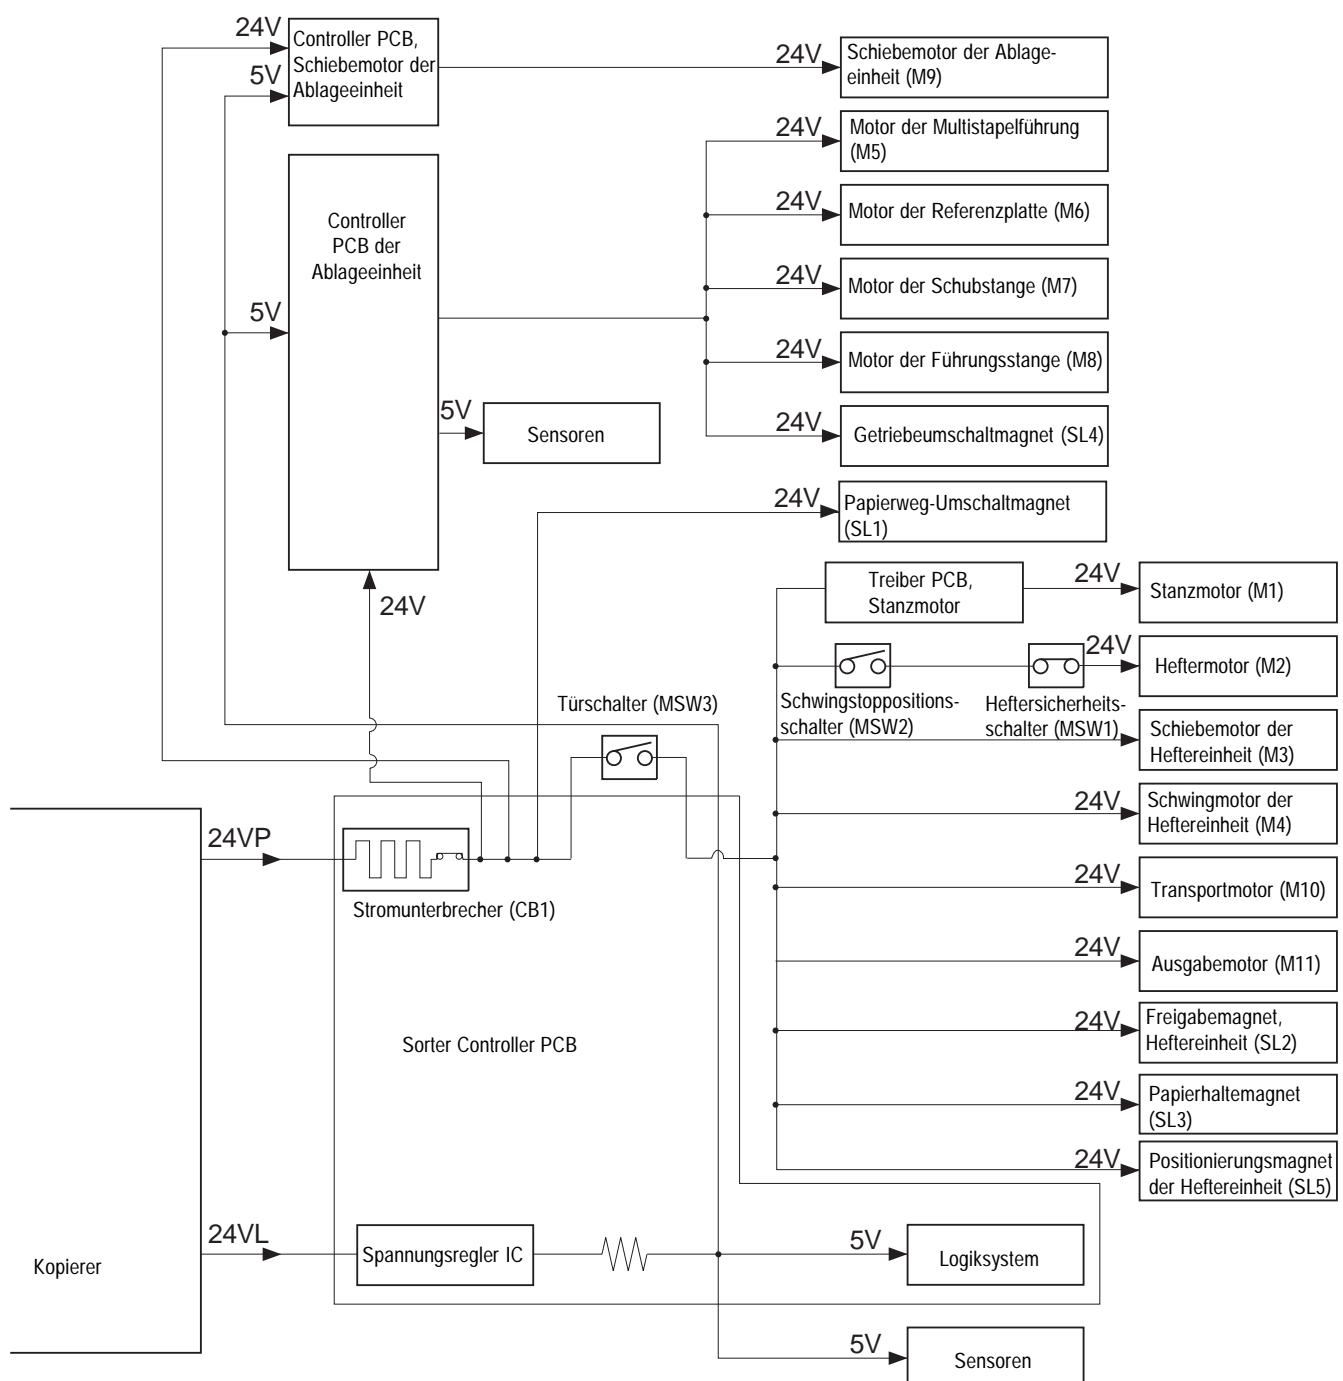 24V
Controller PCB,
Schiebemotor der
Ablageeinheit
5V
24V
Schiebemotor der Ablage-
einheit (M9)
24V
Motor der Multistapelführung
(M5)
Controller
PCB der
Ablageeinheit
24V
Motor der Referenzplatte (M6)
5V
24V
Motor der Schubstange (M7)
24V
Motor der Führungsstange (M8)
5V
Sensoren
24V
Getriebeumschaltmagnet (SL4)
24V
Papierweg-Umschaltmagnet
(SL1)
24V
Treiber PCB,
Stanzmotor
24V
Stanzmotor (M1)
24V
Heftermotor (M2)
Türschalter (MSW3)
Schwingstoppositions-
schalter (MSW2)
Heftersicherheits-
schalter (MSW1)
Schiebemotor der
Heftereinheit (M3)
24V
Schwingmotor der
Heftereinheit (M4)
24VP
Stromunterbrecher (CB1)
24V
Transportmotor (M10)
24V
Ausgabemotor (M11)
Sorter Controller PCB
24V
Freigabemagnet,
Heftereinheit (SL2)
24V
Papierhaltemagnet
(SL3)
24V
Positionierungsmagnet
der Heftereinheit (SL5)
Kopierer
24VL
Spannungsregler IC
5V
Logiksystem
5V
Sensoren